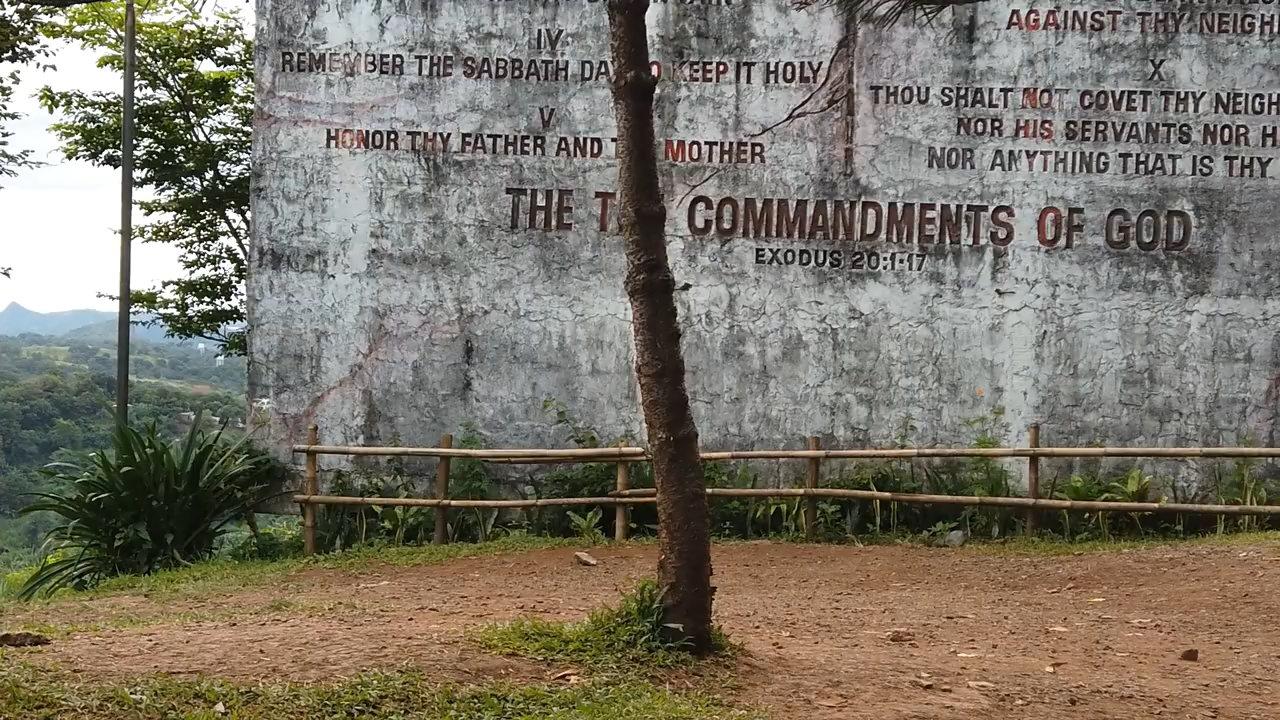 IV.
REMEMBER THE SABBATH DA O KEEP IT HOLY
V
HONOR THY FATHER AND T MOTHER
AGAINST THY NEIGH
X
THOU SHALT NOT COVET THY NEIGH
NOR HIS SERVANTS NOR H
NOR ANYTHING THAT IS THY
THE T COMMANDMENTS OF GOD
EXODUS 20:1-17